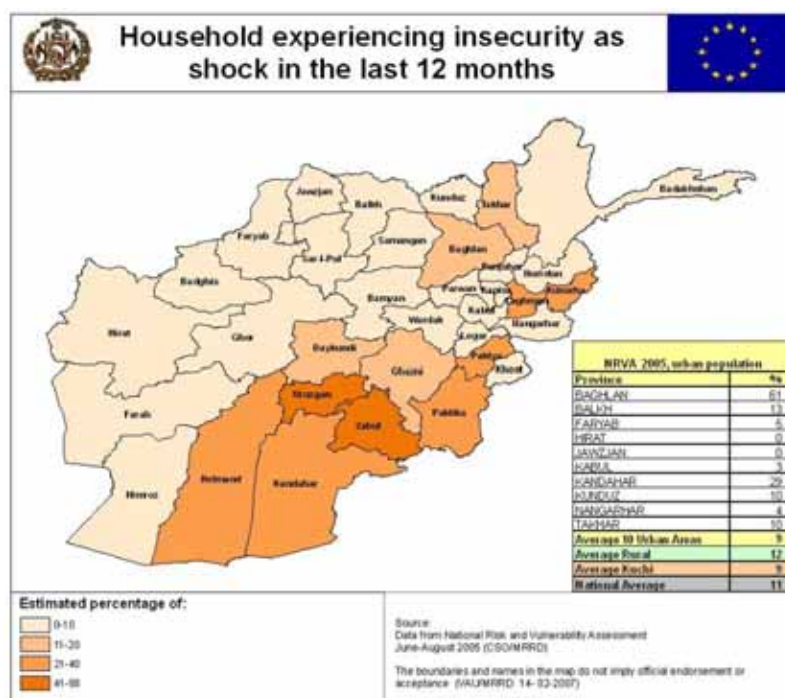 Household experiencing insecurity as
shock in the last 12 months
Jawzjan
Balkh
Kunduz
Takhar
Badakhshan
Faryab
Sar-I-Pul
Samangan
Baghlan
Badghis
Bamyan
Parwan
Kapisa
Laghman
Kunarha
Kabul
Wardak
Nangarhar
Hirat
Ghor
Logar
Daykundi
Ghazni
Paktya
Khost
Farah
Uruzgan
Zabul
Paktika
Nimroz
Helmand
Kandahar
NRVA 2005, urban population
Province %
BAGHLAN 61
BALKH 13
FARYAB 5
HIRAT 0
JAWZJAN 0
KABUL 3
KANDAHAR 29
KUNDUZ 10
NANGARHAR 4
TAKHAR 10
Average 10 Urban Areas 9
Average Rural 12
Average Kuchi 9
National Average 11
Estimated percentage of:
0-10
11-20
21-40
Source:
Data from National Risk and Vulnerability Assessment
June-August 2005 (CSO/MRRD)
The boundaries and names in the map do not imply official endorsement or
acceptance (VAU/MRRD 14-02-2007)